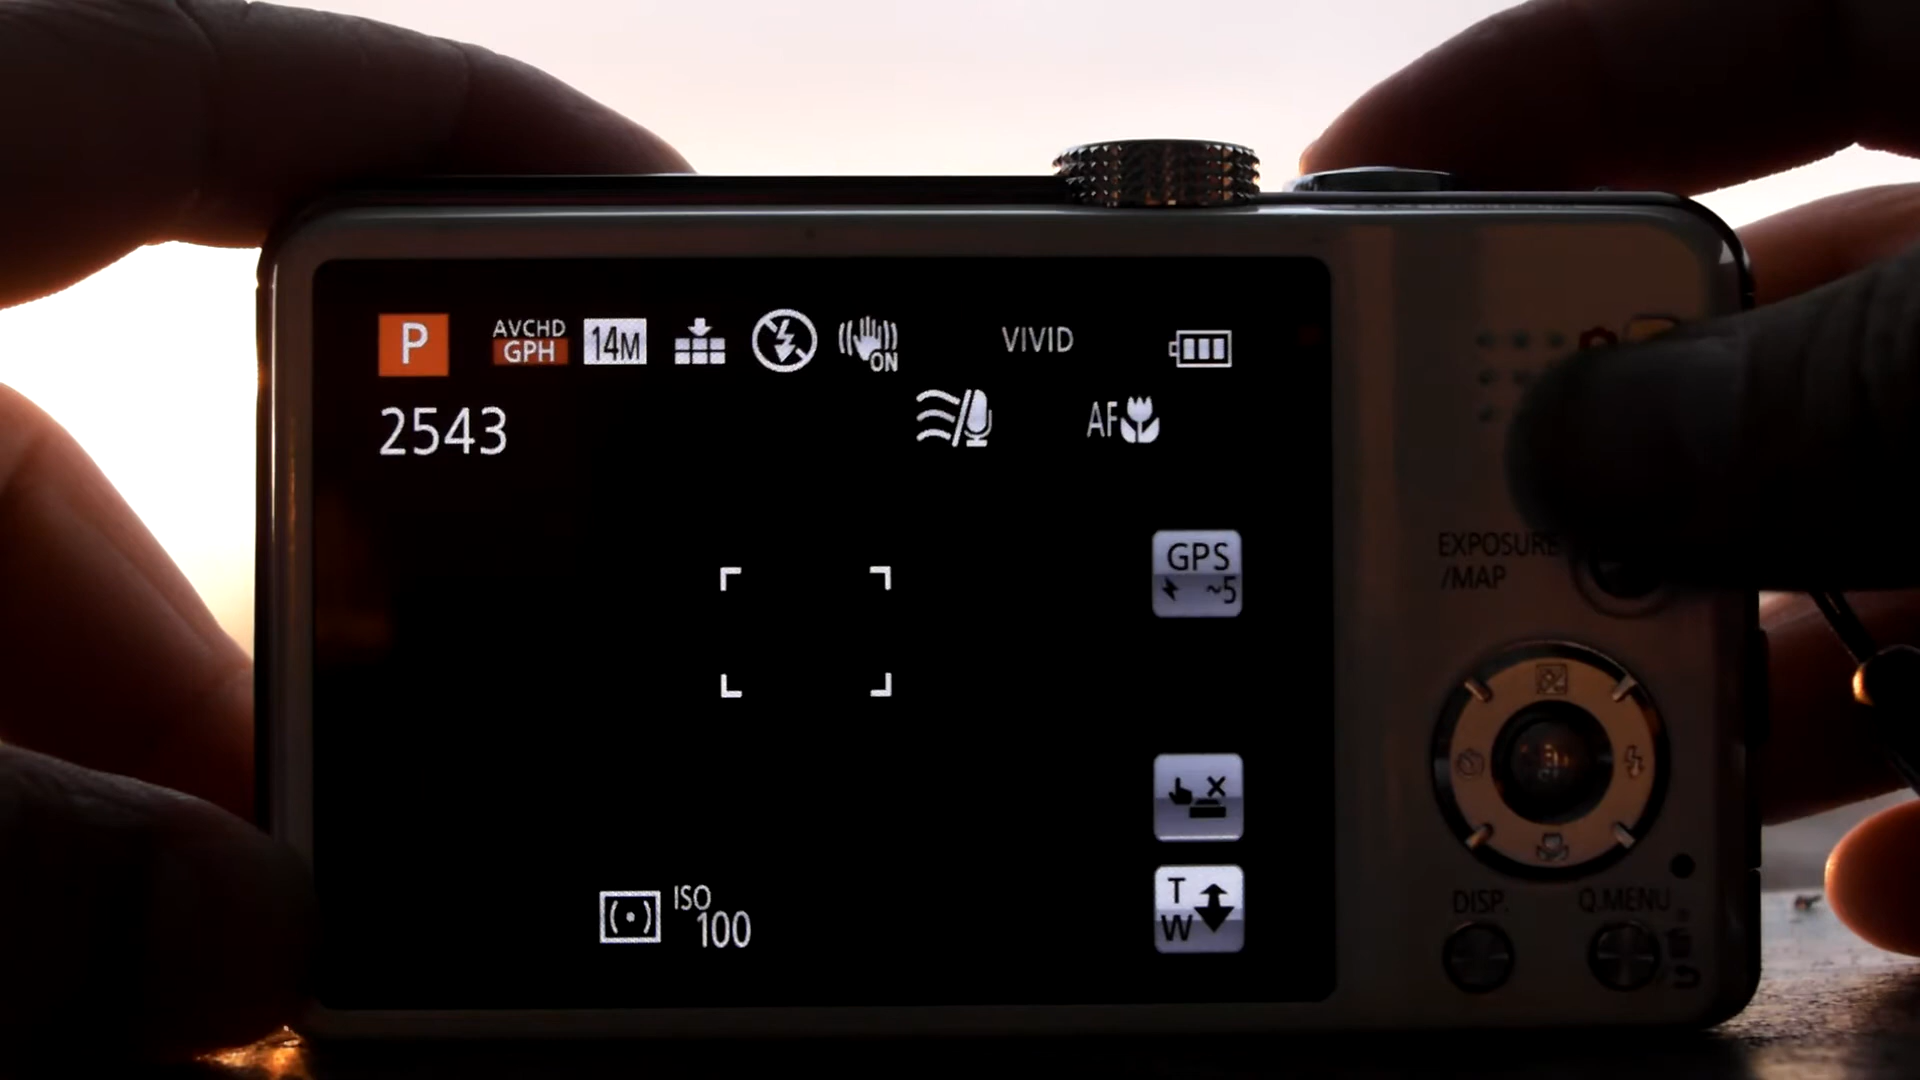 P AVCHD GPH 14M ON VIVID
2543 AF
GPS
~5
EXPOSURE
/MAP
T
W
ISO 100
DISP. Q.MENU